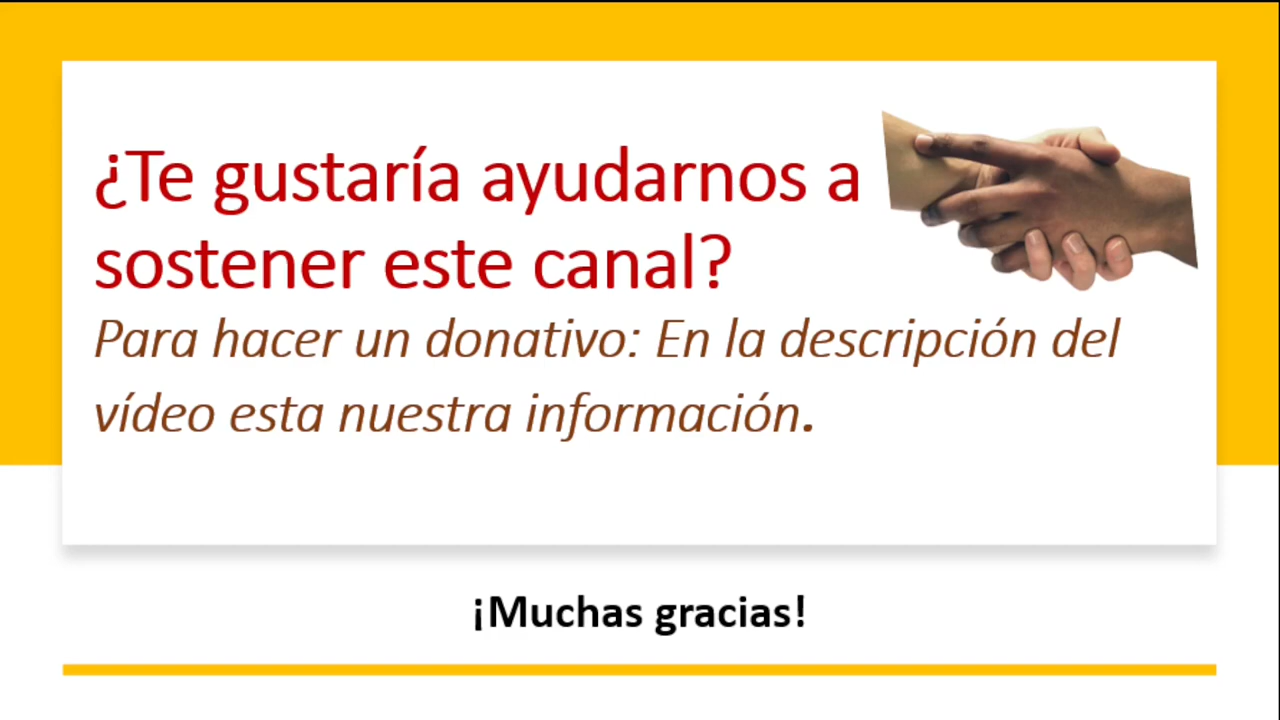 ¿Te gustaría ayudarnos a
sostener este canal?
Para hacer un donativo: En la descripción del
vídeo esta nuestra información.
¡Muchas gracias!